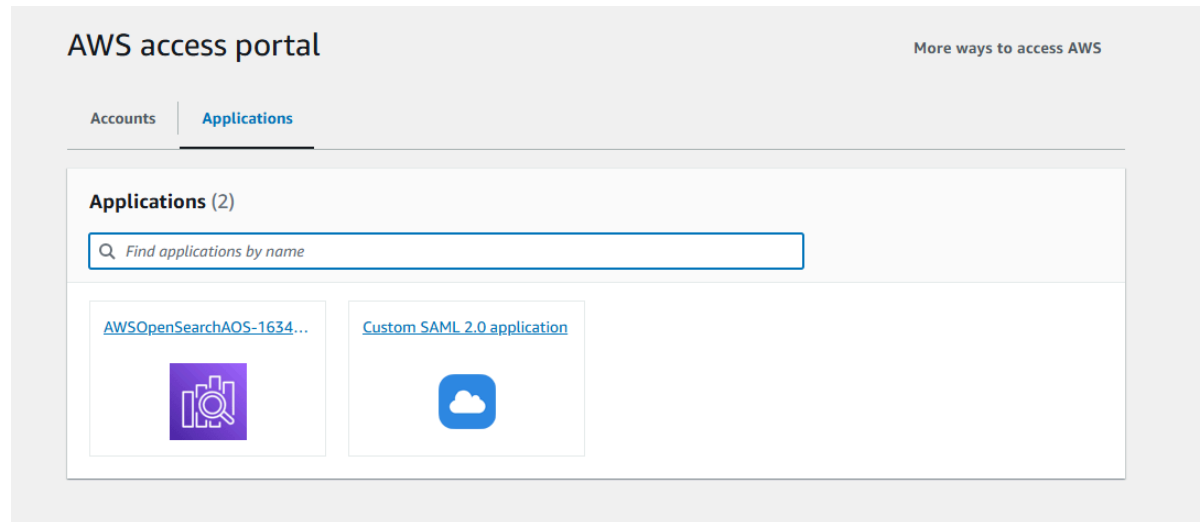 AWS access portal
More ways to access AWS
Accounts
Applications
Applications (2)
Find applications by name
AWSOpenSearchAOS-1634...
Custom SAML 2.0 application